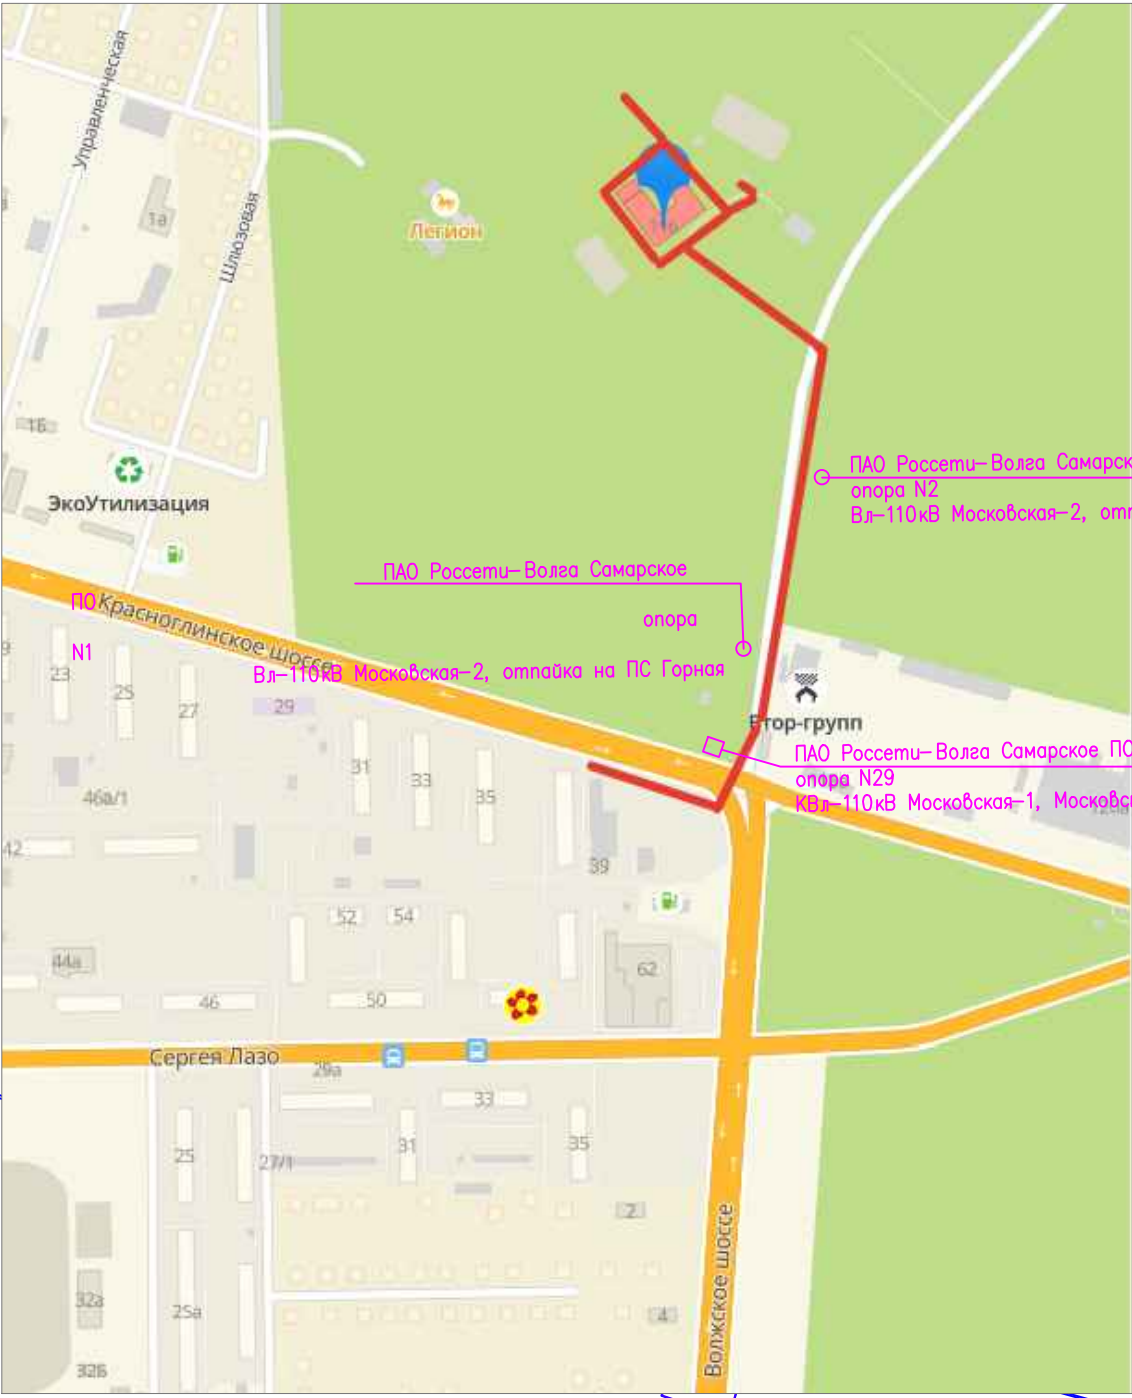 Управленческая
1а
Шлюзовая
Легион
1Б
ЭкоУтилизация
ПАО Россети-Волга Самарск
опора N2
Вл-110кВ Московская-2, отп
ПАО Россети-Волга Самарское
опора
ПО
N1
Красноглинское шоссе
Вл-110кВ Московская-2, отпайка на ПС Горная
23
25
27
29
31
33
35
Втор-групп
ПАО Россети-Волга Самарское ПО
опора N29
КВл-110кВ Московская-1, Московс
46а/1
42
39
52
54
44а
62
46
50
Сергея Лазо
29а
33
25
27/1
31
35
2
32а
25а
4
32Б
Волжское шоссе